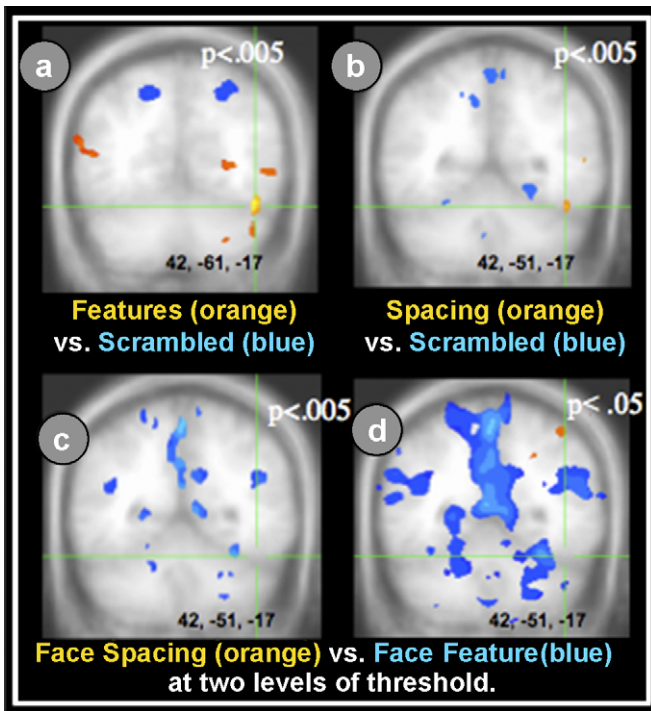 a
p<.005
42, -61, -17
b
p<.005
42, -51, -17
Features (orange)
vs. Scrambled (blue)
Spacing (orange)
vs. Scrambled (blue)
c
p<.005
42, -51, -17
d
p< .05
42, -51, -17
Face Spacing (orange) vs. Face Feature(blue)
at two levels of threshold.